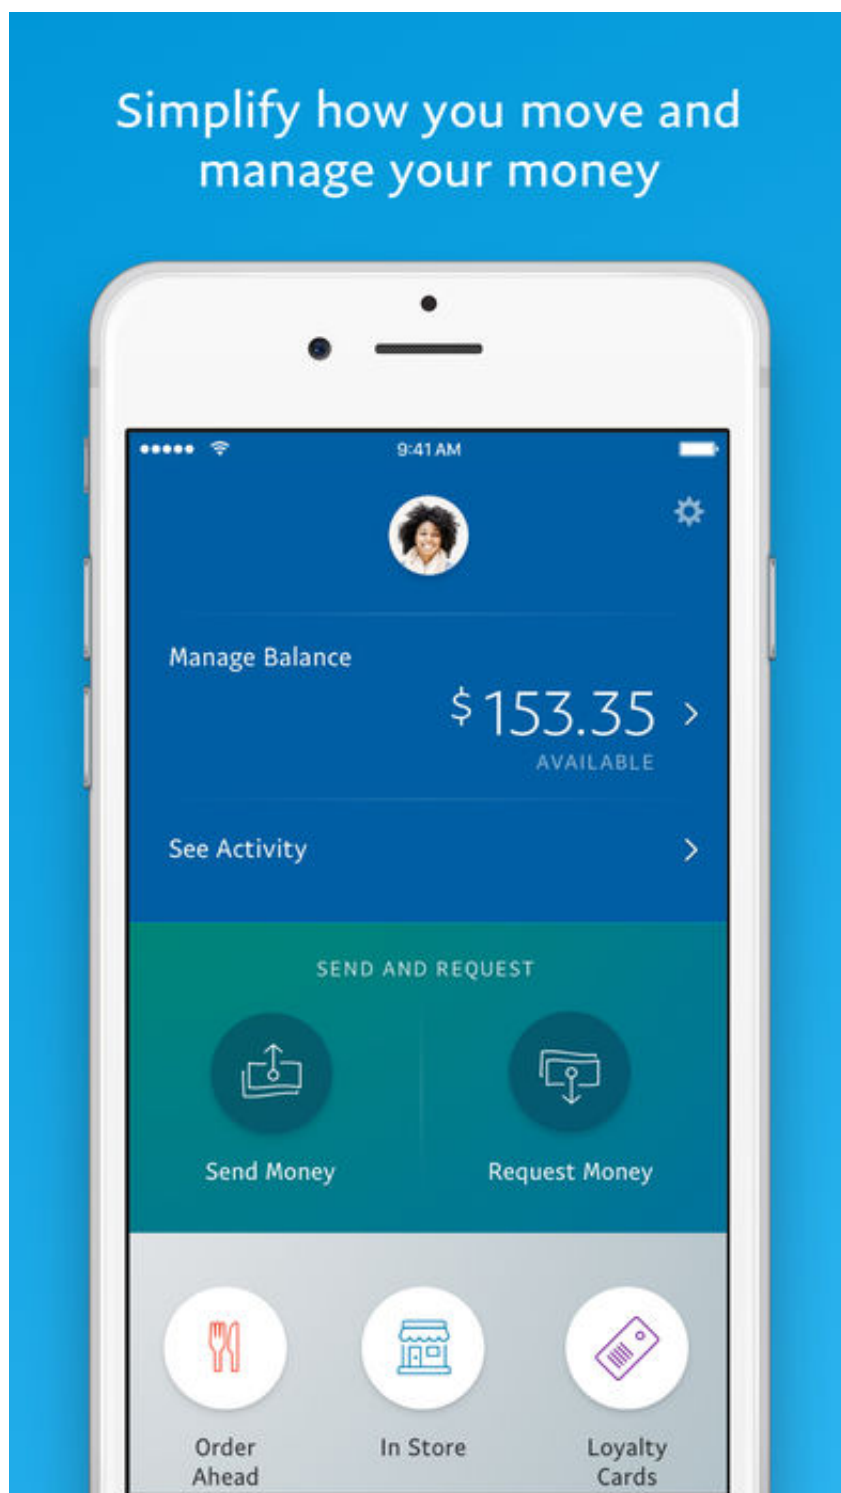 Simplify how you move and
manage your money
9:41 AM
Manage Balance
$ 153.35
AVAILABLE
See Activity
SEND AND REQUEST
Send Money
Request Money
Order
Ahead
In Store
Loyalty
Cards